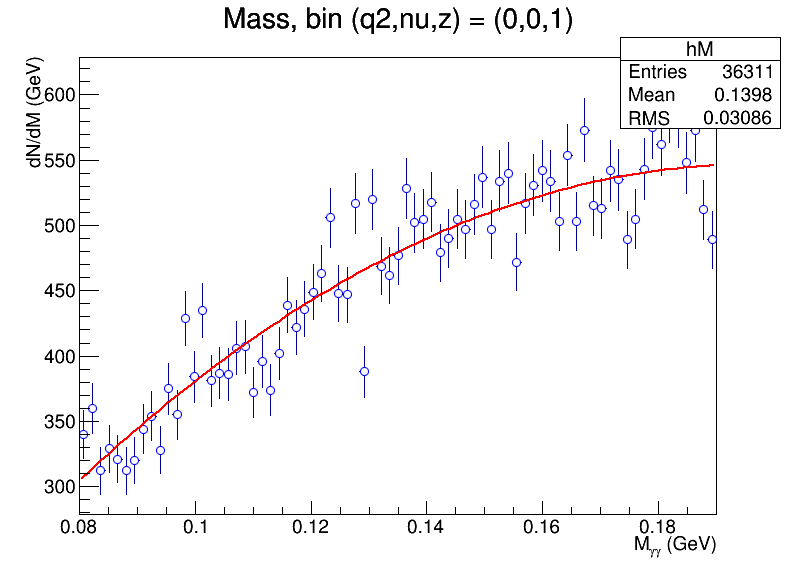 Mass, bin (q2,nu,z) = (0,0,1)
hM
Entries 36311
Mean 0.1398
RMS 0.03086
dN/dM (GeV)
600
550
500
450
400
350
300
0.08 0.1 0.12 0.14 0.16 0.18
Mγγ (GeV)